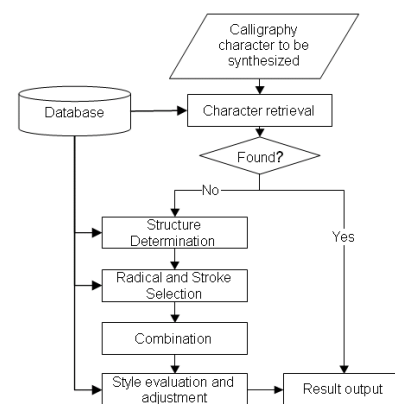 Calligraphy
character to be
synthesized
Database
Character retrieval
Found?
No
Yes
Structure
Determination
Radical and Stroke
Selection
Combination
Style evaluation and
adjustment
Result output